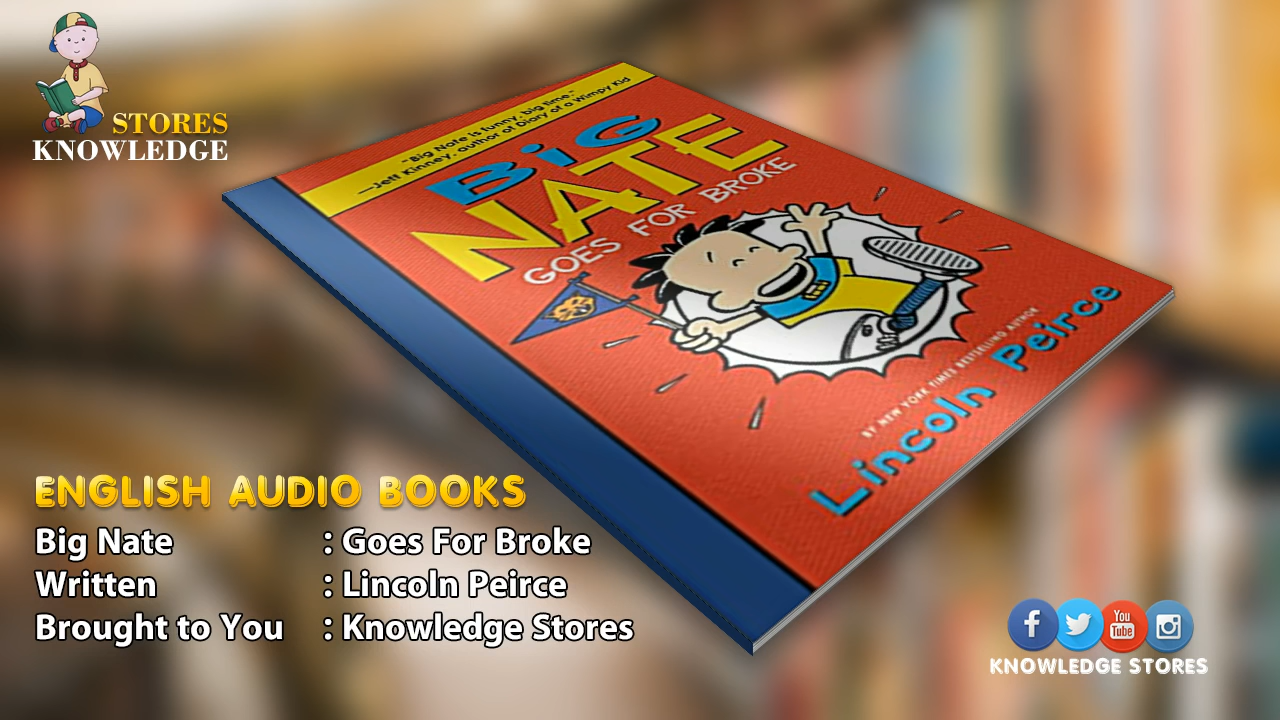 STORES
KNOWLEDGE
"Big Nate is funny, big time."
—Jeff Kinney, author of Diary of a Wimpy Kid
BiG
NATE
GOES FOR BROKE
BY NEW YORK TIMES BESTSELLING AUTHOR
Lincoln Peirce
ENGLISH AUDIO BOOKS
Big Nate : Goes For Broke
Written : Lincoln Peirce
Brought to You : Knowledge Stores
f
You
Tube
KNOWLEDGE STORES